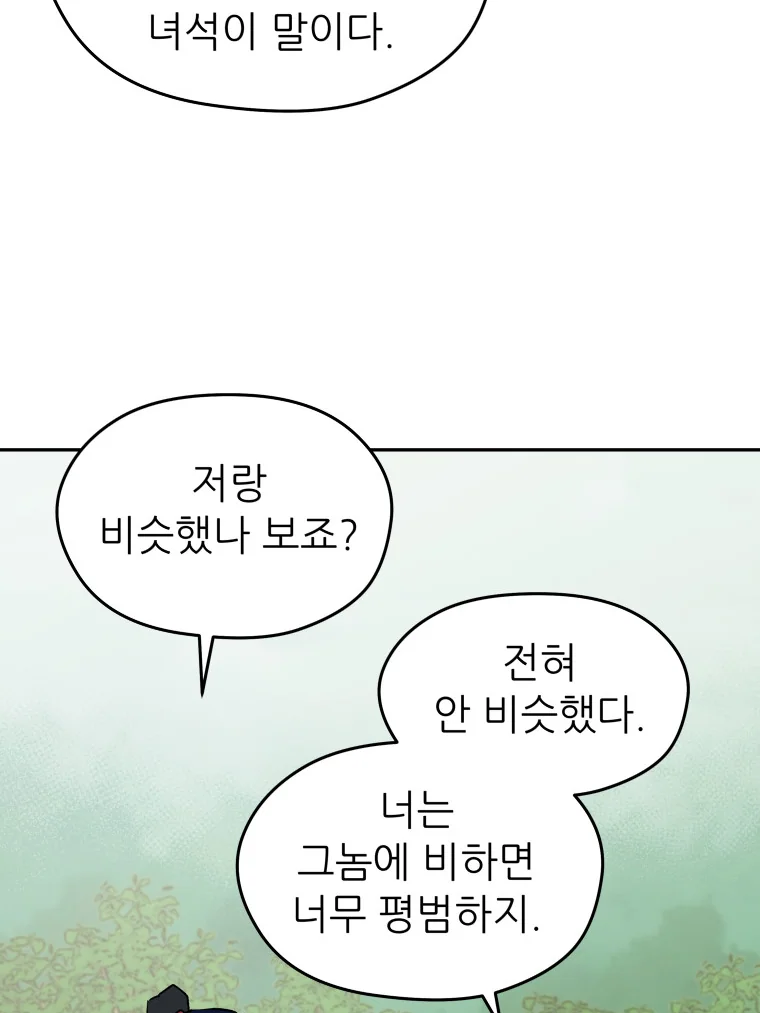 녀석이 말이다.
저랑
비슷했나 보죠?
전혀
안 비슷했다.
너는
그놈에 비하면
너무 평범하지.